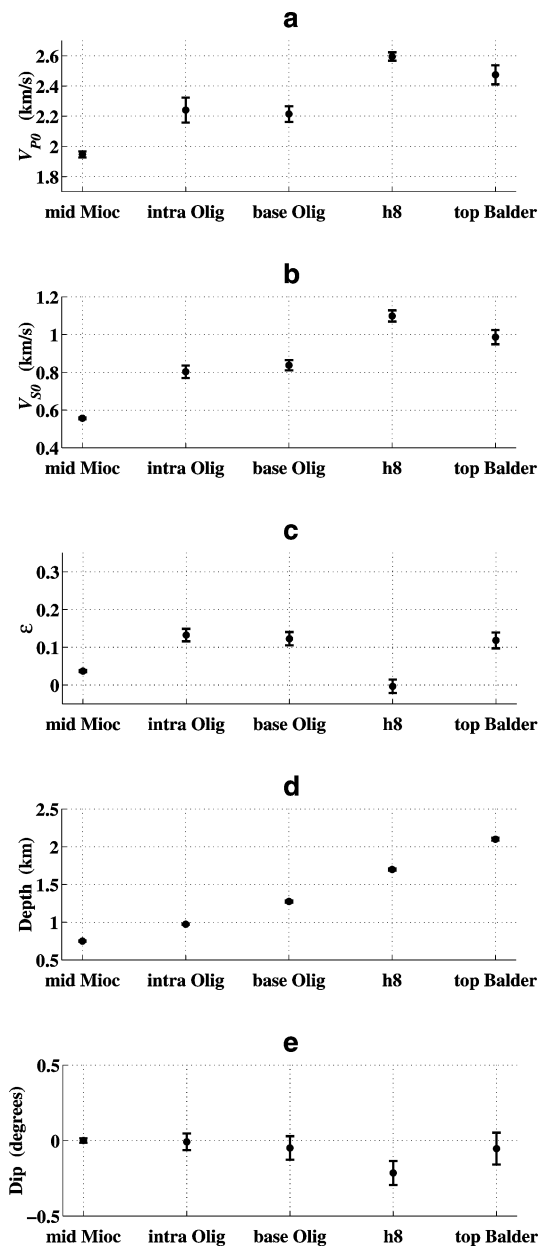 a
2.6
2.4
2.2
2
1.8
V_P0 (km/s)
mid Mioc intra Olig base Olig h8 top Balder
b
1.2
1
0.8
0.6
0.4
V_S0 (km/s)
mid Mioc intra Olig base Olig h8 top Balder
c
0.3
0.2
0.1
0
ε
mid Mioc intra Olig base Olig h8 top Balder
d
2.5
2
1.5
1
0.5
Depth (km)
mid Mioc intra Olig base Olig h8 top Balder
e
0.5
0
−0.5
Dip (degrees)
mid Mioc intra Olig base Olig h8 top Balder